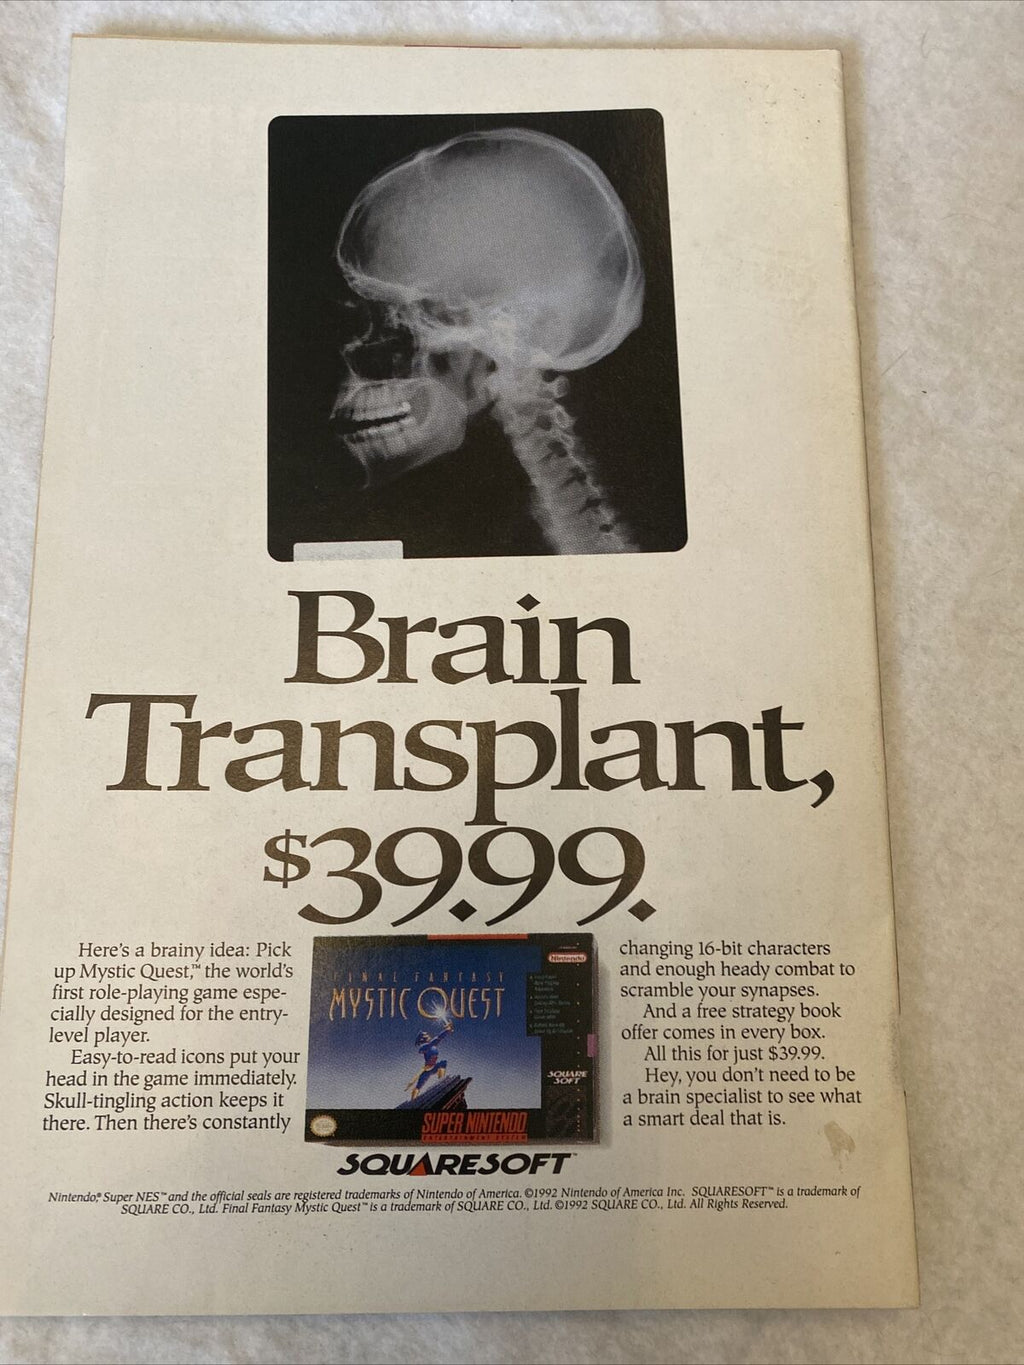 Brain
Transplant,
$39.99.
Here's a brainy idea: Pick
up Mystic Quest,™ the world's
first role-playing game espe-
cially designed for the entry-
level player.
Easy-to-read icons put your
head in the game immediately.
Skull-tingling action keeps it
there. Then there's constantly
FINAL FANTASY
MYSTIC QUEST
Nintendo
SQUARE
SOFT
SUPER NINTENDO
ENTERTAINMENT SYSTEM
changing 16-bit characters
and enough heady combat to
scramble your synapses.
And a free strategy book
offer comes in every box.
All this for just $39.99.
Hey, you don't need to be
a brain specialist to see what
a smart deal that is.
SQUARESOFT™
Nintendo,® Super NES™ and the official seals are registered trademarks of Nintendo of America. ©1992 Nintendo of America Inc. SQUARESOFT™ is a trademark of
SQUARE CO., Ltd. Final Fantasy Mystic Quest™ is a trademark of SQUARE CO., Ltd. ©1992 SQUARE CO., Ltd. All Rights Reserved.